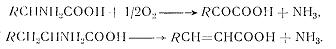 RCHNH₂COOH + 1/2O₂ ⟶ RCOCOOH + NH₃,
RCH₂CHNH₂COOH ⟶ RCH=CHCOOH + NH₃.